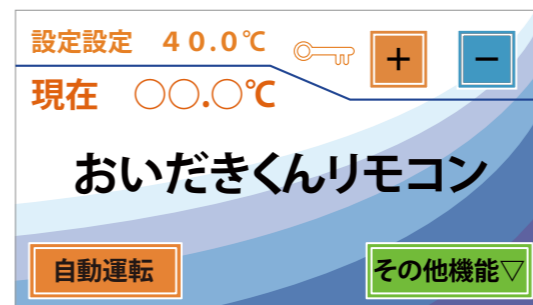 設定設定 40.0℃
+ −
現在 ○○.○℃
おいだきくんリモコン
自動運転 その他機能▽